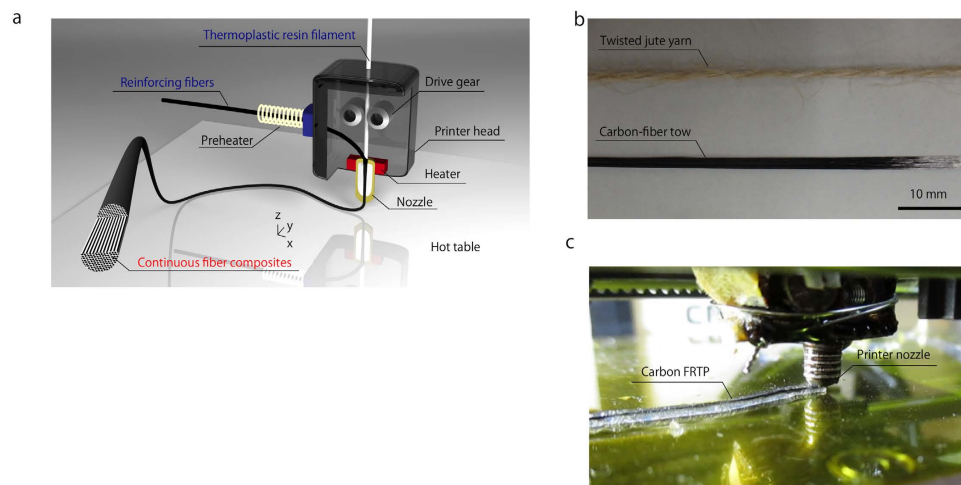 a
Thermoplastic resin filament
Reinforcing fibers
Drive gear
Preheater
Printer head
Heater
Nozzle
z
y
x
Hot table
Continuous fiber composites
b
Twisted jute yarn
Carbon-fiber tow
10 mm
c
Printer nozzle
Carbon FRTP